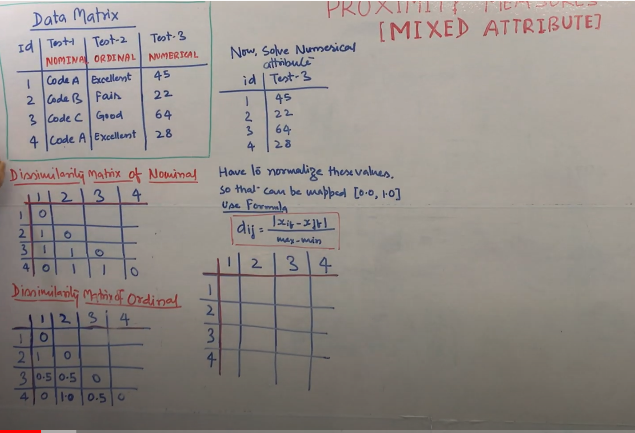 PROXIMITY MEASURES
[MIXED ATTRIBUTE]
Data Matrix
Id Test-1 Test-2 Test-3
NOMINAL ORDINAL NUMERICAL
1 Code A Excellent 45
2 Code B Fair 22
3 Code C Good 64
4 Code A Excellent 28
Dissimilarity Matrix of Nominal
1 2 3 4
1 0
2 1 0
3 1 1 0
4 0 1 1 0
Dissimilarity Matrix of Ordinal
1 2 3 4
1 0
2 1 0
3 0.5 0.5 0
4 0 1.0 0.5 0
Now, Solve Numerical
attribute
id Test-3
1 45
2 22
3 64
4 28
Have to normalize these values.
So that can be mapped [0.0, 1.0]
Use Formula
dij = |xif - xjf|
max-min
1 2 3 4
1
2
3
4